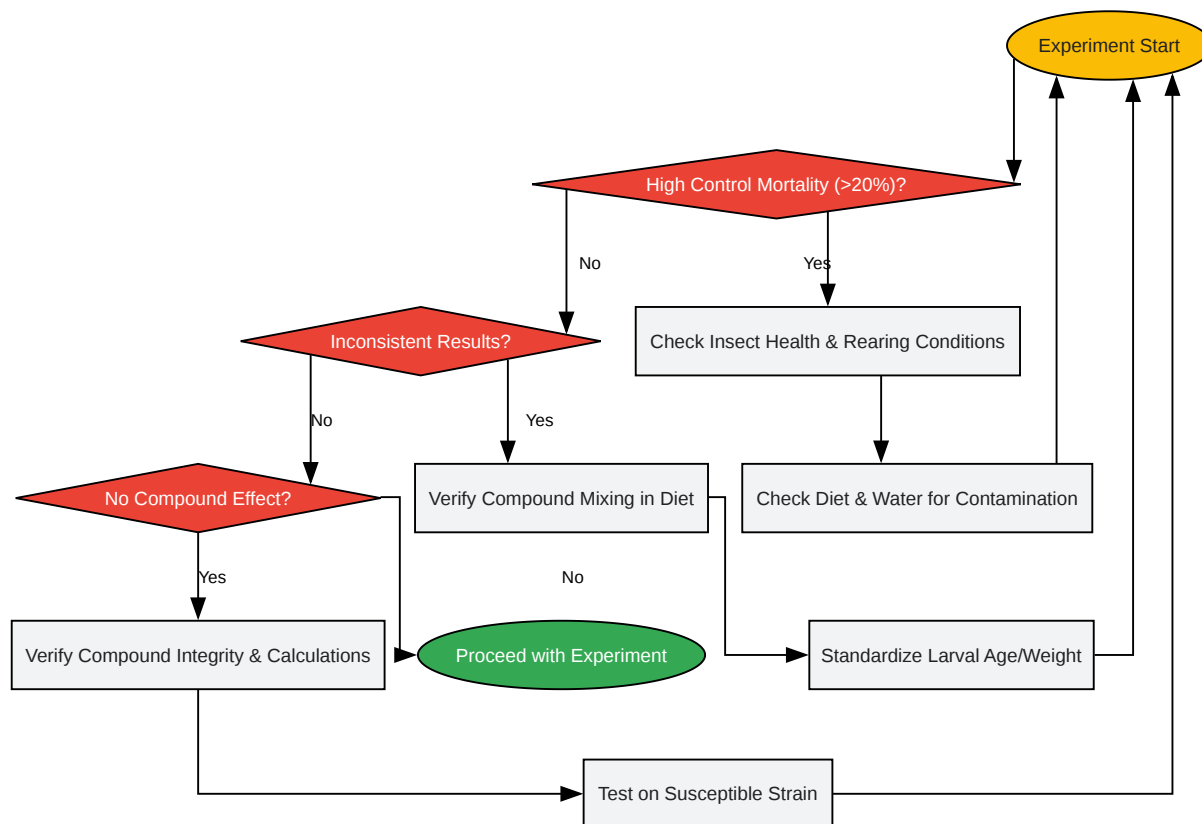 Experiment Start
High Control Mortality (>20%)?
No
Yes
Inconsistent Results?
Check Insect Health & Rearing Conditions
No
Yes
No Compound Effect?
Verify Compound Mixing in Diet
Check Diet & Water for Contamination
Yes
No
Verify Compound Integrity & Calculations
Proceed with Experiment
Standardize Larval Age/Weight
Test on Susceptible Strain